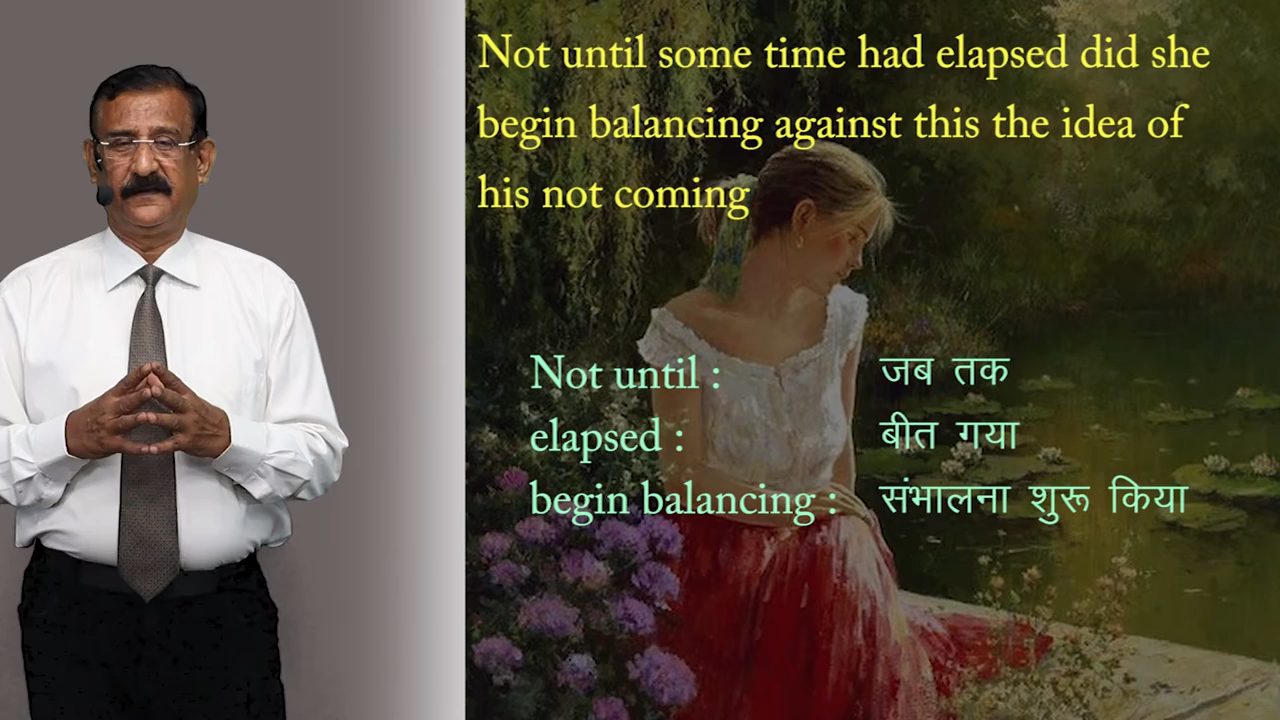 Not until some time had elapsed did she
begin balancing against this the idea of
his not coming
Not until : जब तक
elapsed : बीत गया
begin balancing : संभालना शुरू किया